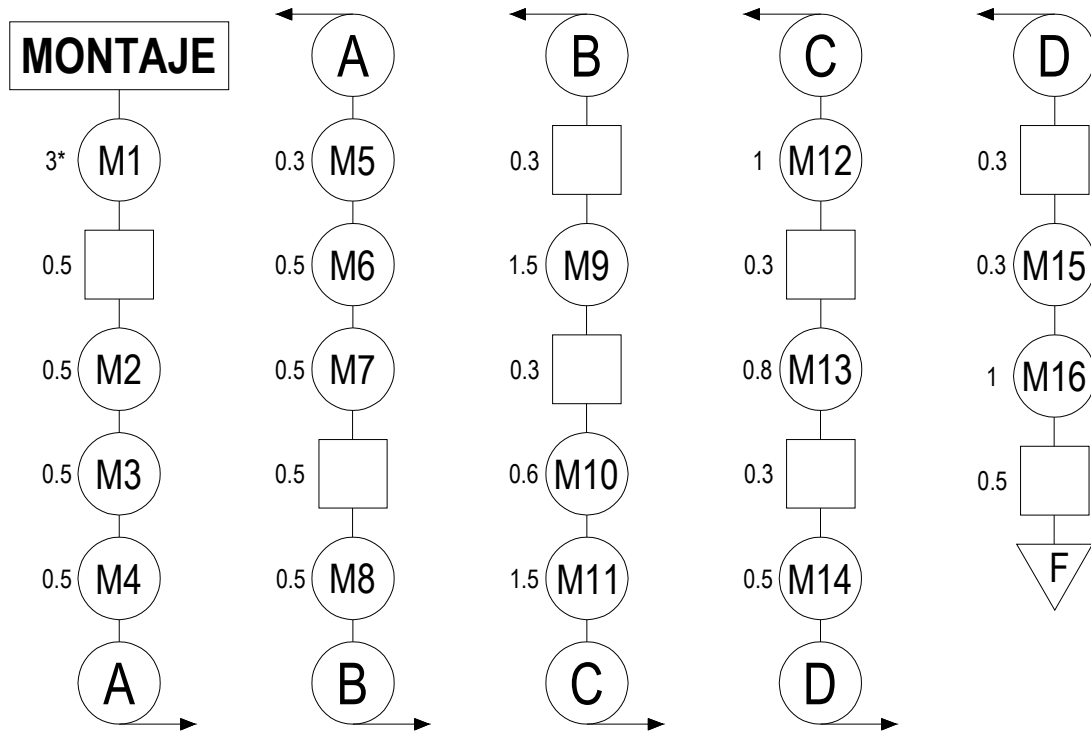 MONTAJE
3* M1
0.5
0.5 M2
0.5 M3
0.5 M4
A
A
0.3 M5
0.5 M6
0.5 M7
0.5
0.5 M8
B
B
0.3
1.5 M9
0.3
0.6 M10
1.5 M11
C
C
1 M12
0.3
0.8 M13
0.3
0.5 M14
D
D
0.3
0.3 M15
1 M16
0.5
F